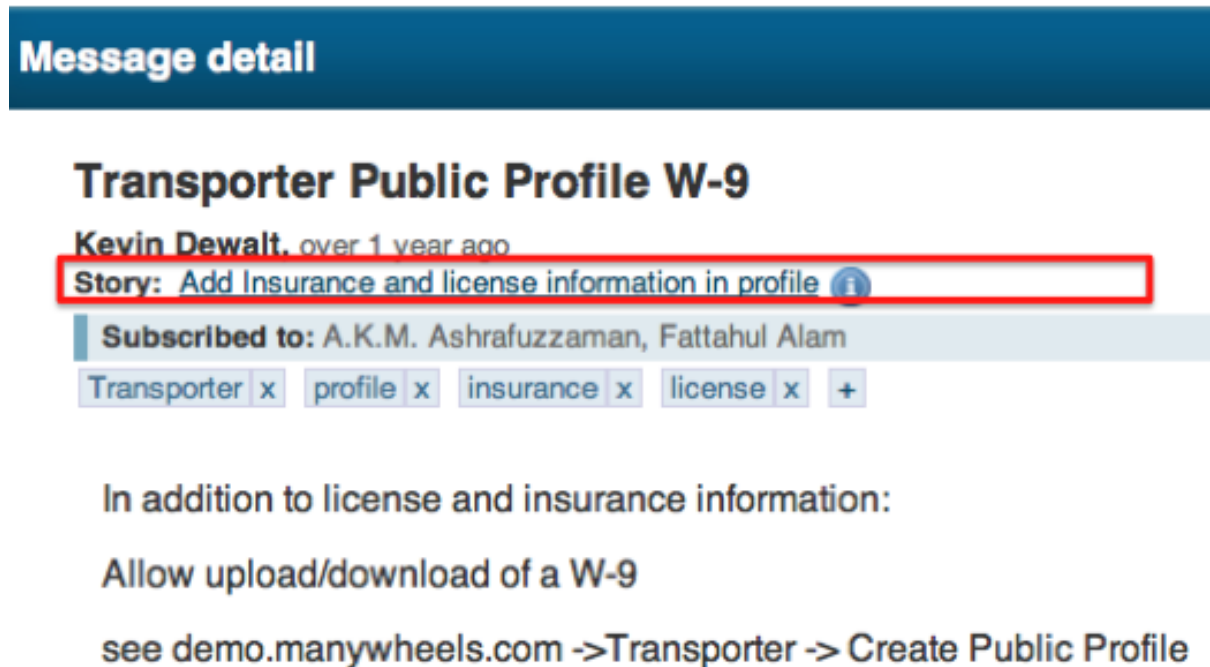 Message detail
Transporter Public Profile W-9
Kevin Dewalt, over 1 year ago
Story: Add Insurance and license information in profile i
Subscribed to: A.K.M. Ashrafuzzaman, Fattahul Alam
Transporter x profile x insurance x license x +
In addition to license and insurance information:
Allow upload/download of a W-9
see demo.manywheels.com ->Transporter -> Create Public Profile